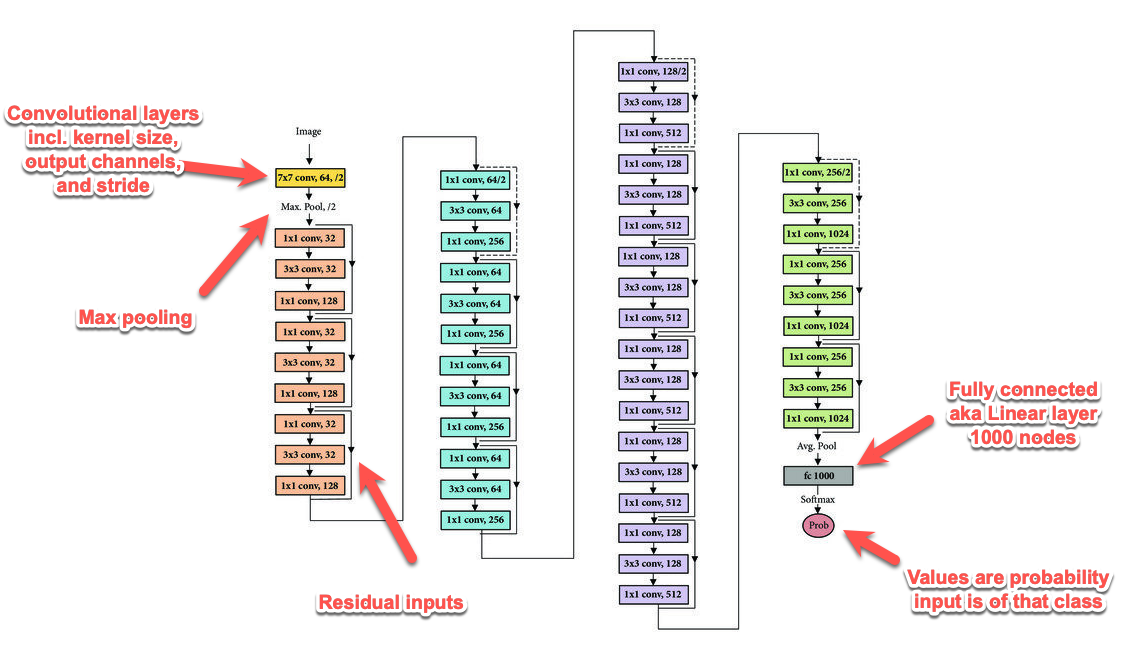 Convolutional layers
incl. kernel size,
output channels,
and stride
Max pooling
Image
7x7 conv, 64, /2
Max. Pool, /2
1x1 conv, 32
3x3 conv, 32
1x1 conv, 128
1x1 conv, 32
3x3 conv, 32
1x1 conv, 128
1x1 conv, 32
3x3 conv, 32
1x1 conv, 128
Residual inputs
1x1 conv, 64/2
3x3 conv, 64
1x1 conv, 256
1x1 conv, 64
3x3 conv, 64
1x1 conv, 256
1x1 conv, 64
3x3 conv, 64
1x1 conv, 256
1x1 conv, 64
3x3 conv, 64
1x1 conv, 256
1x1 conv, 128/2
3x3 conv, 128
1x1 conv, 512
1x1 conv, 128
3x3 conv, 128
1x1 conv, 512
1x1 conv, 128
3x3 conv, 128
1x1 conv, 512
1x1 conv, 128
3x3 conv, 128
1x1 conv, 512
1x1 conv, 128
3x3 conv, 128
1x1 conv, 512
1x1 conv, 128
3x3 conv, 128
1x1 conv, 512
1x1 conv, 256/2
3x3 conv, 256
1x1 conv, 1024
1x1 conv, 256
3x3 conv, 256
1x1 conv, 1024
1x1 conv, 256
3x3 conv, 256
1x1 conv, 1024
Avg. Pool
fc 1000
Softmax
Prob
Fully connected
aka Linear layer
1000 nodes
Values are probability
input is of that class